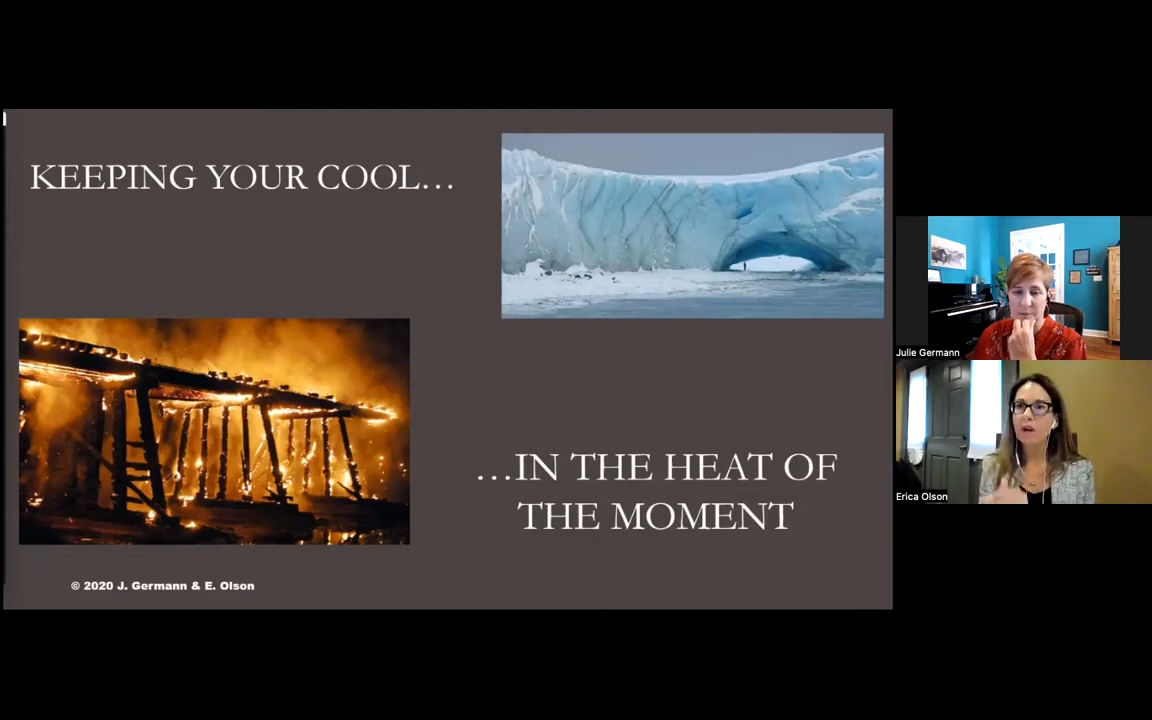 KEEPING YOUR COOL…
…IN THE HEAT OF
THE MOMENT
© 2020 J. Germann & E. Olson
Julie Germann
Erica Olson